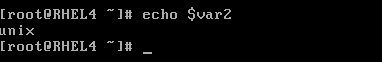 [root@RHEL4 ~]# echo $var2
unix
[root@RHEL4 ~]# _